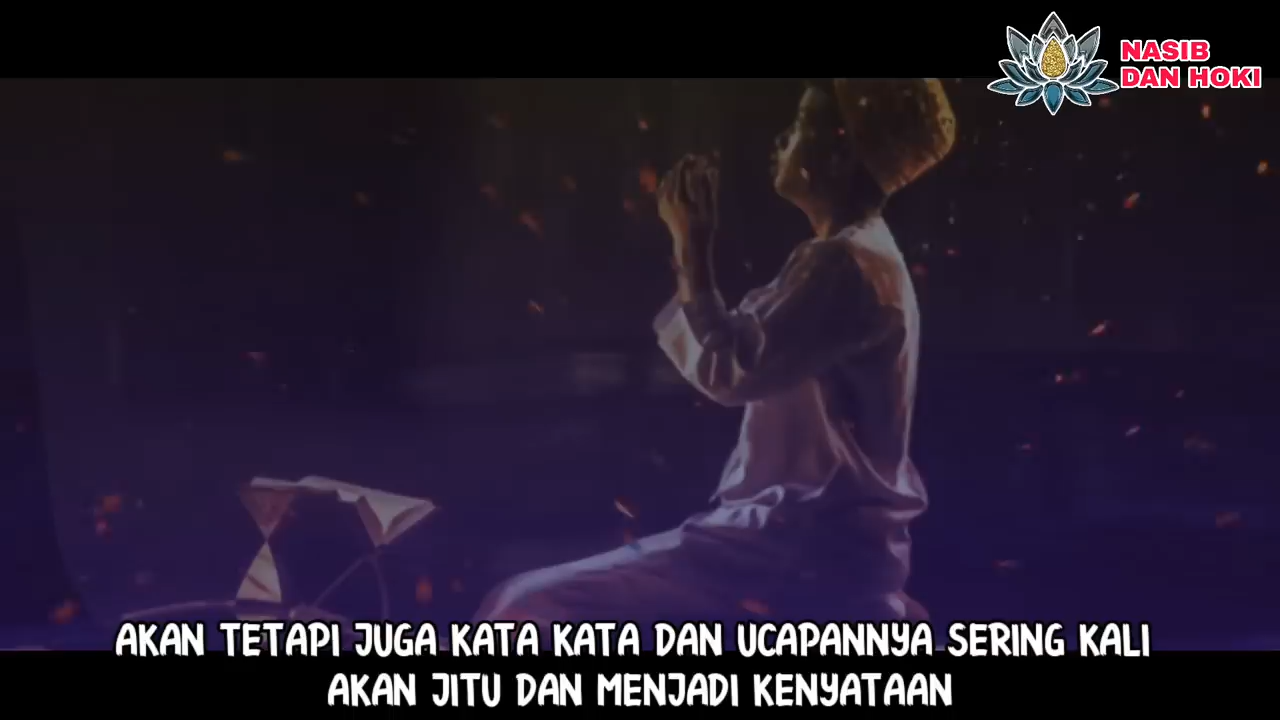 NASIB
DAN HOKI
AKAN TETAPI JUGA KATA KATA DAN UCAPANNYA SERING KALI
AKAN JITU DAN MENJADI KENYATAAN